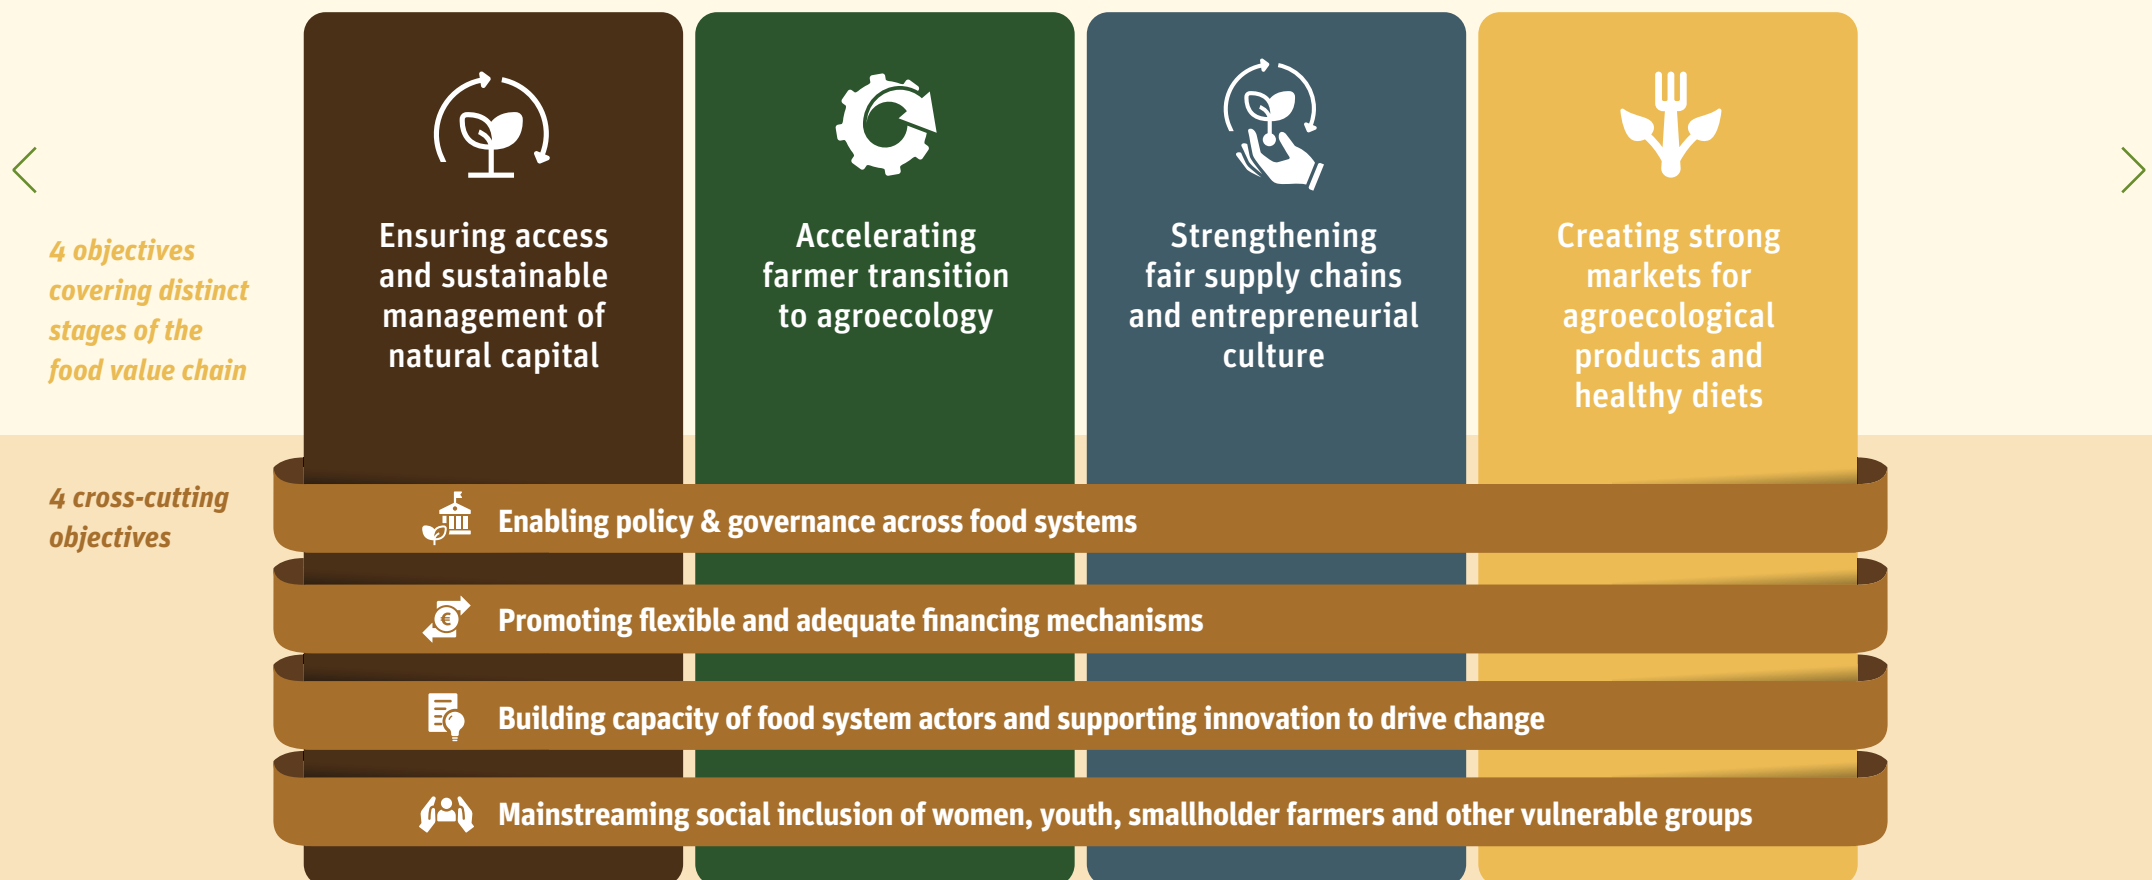 4 objectives
covering distinct
stages of the
food value chain
Ensuring access
and sustainable
management of
natural capital
Accelerating
farmer transition
to agroecology
Strengthening
fair supply chains
and entrepreneurial
culture
Creating strong
markets for
agroecological
products and
healthy diets
4 cross-cutting
objectives
Enabling policy & governance across food systems
€
Promoting flexible and adequate financing mechanisms
Building capacity of food system actors and supporting innovation to drive change
Mainstreaming social inclusion of women, youth, smallholder farmers and other vulnerable groups